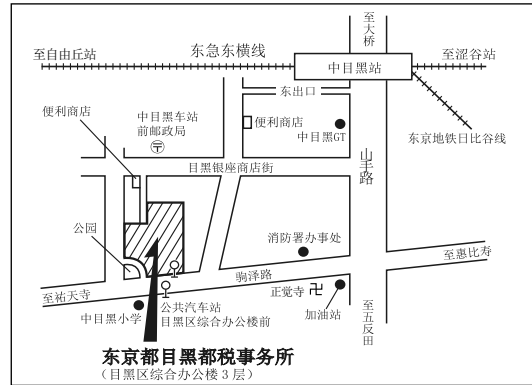 至大桥
至自由丘站
东急东横线
中目黑站
至涩谷站
东出口
便利商店
中目黑车站
前邮政局
便利商店
中目黑GT
东京地铁日比谷线
山手路
目黑银座商店街
公园
消防署办事处
驹泽路
至惠比寿
至祐天寺
公共汽车站
目黑区综合办公楼前
正觉寺
加油站
中目黑小学
至五反田
东京都目黑都税事务所
（目黑区综合办公楼3层）